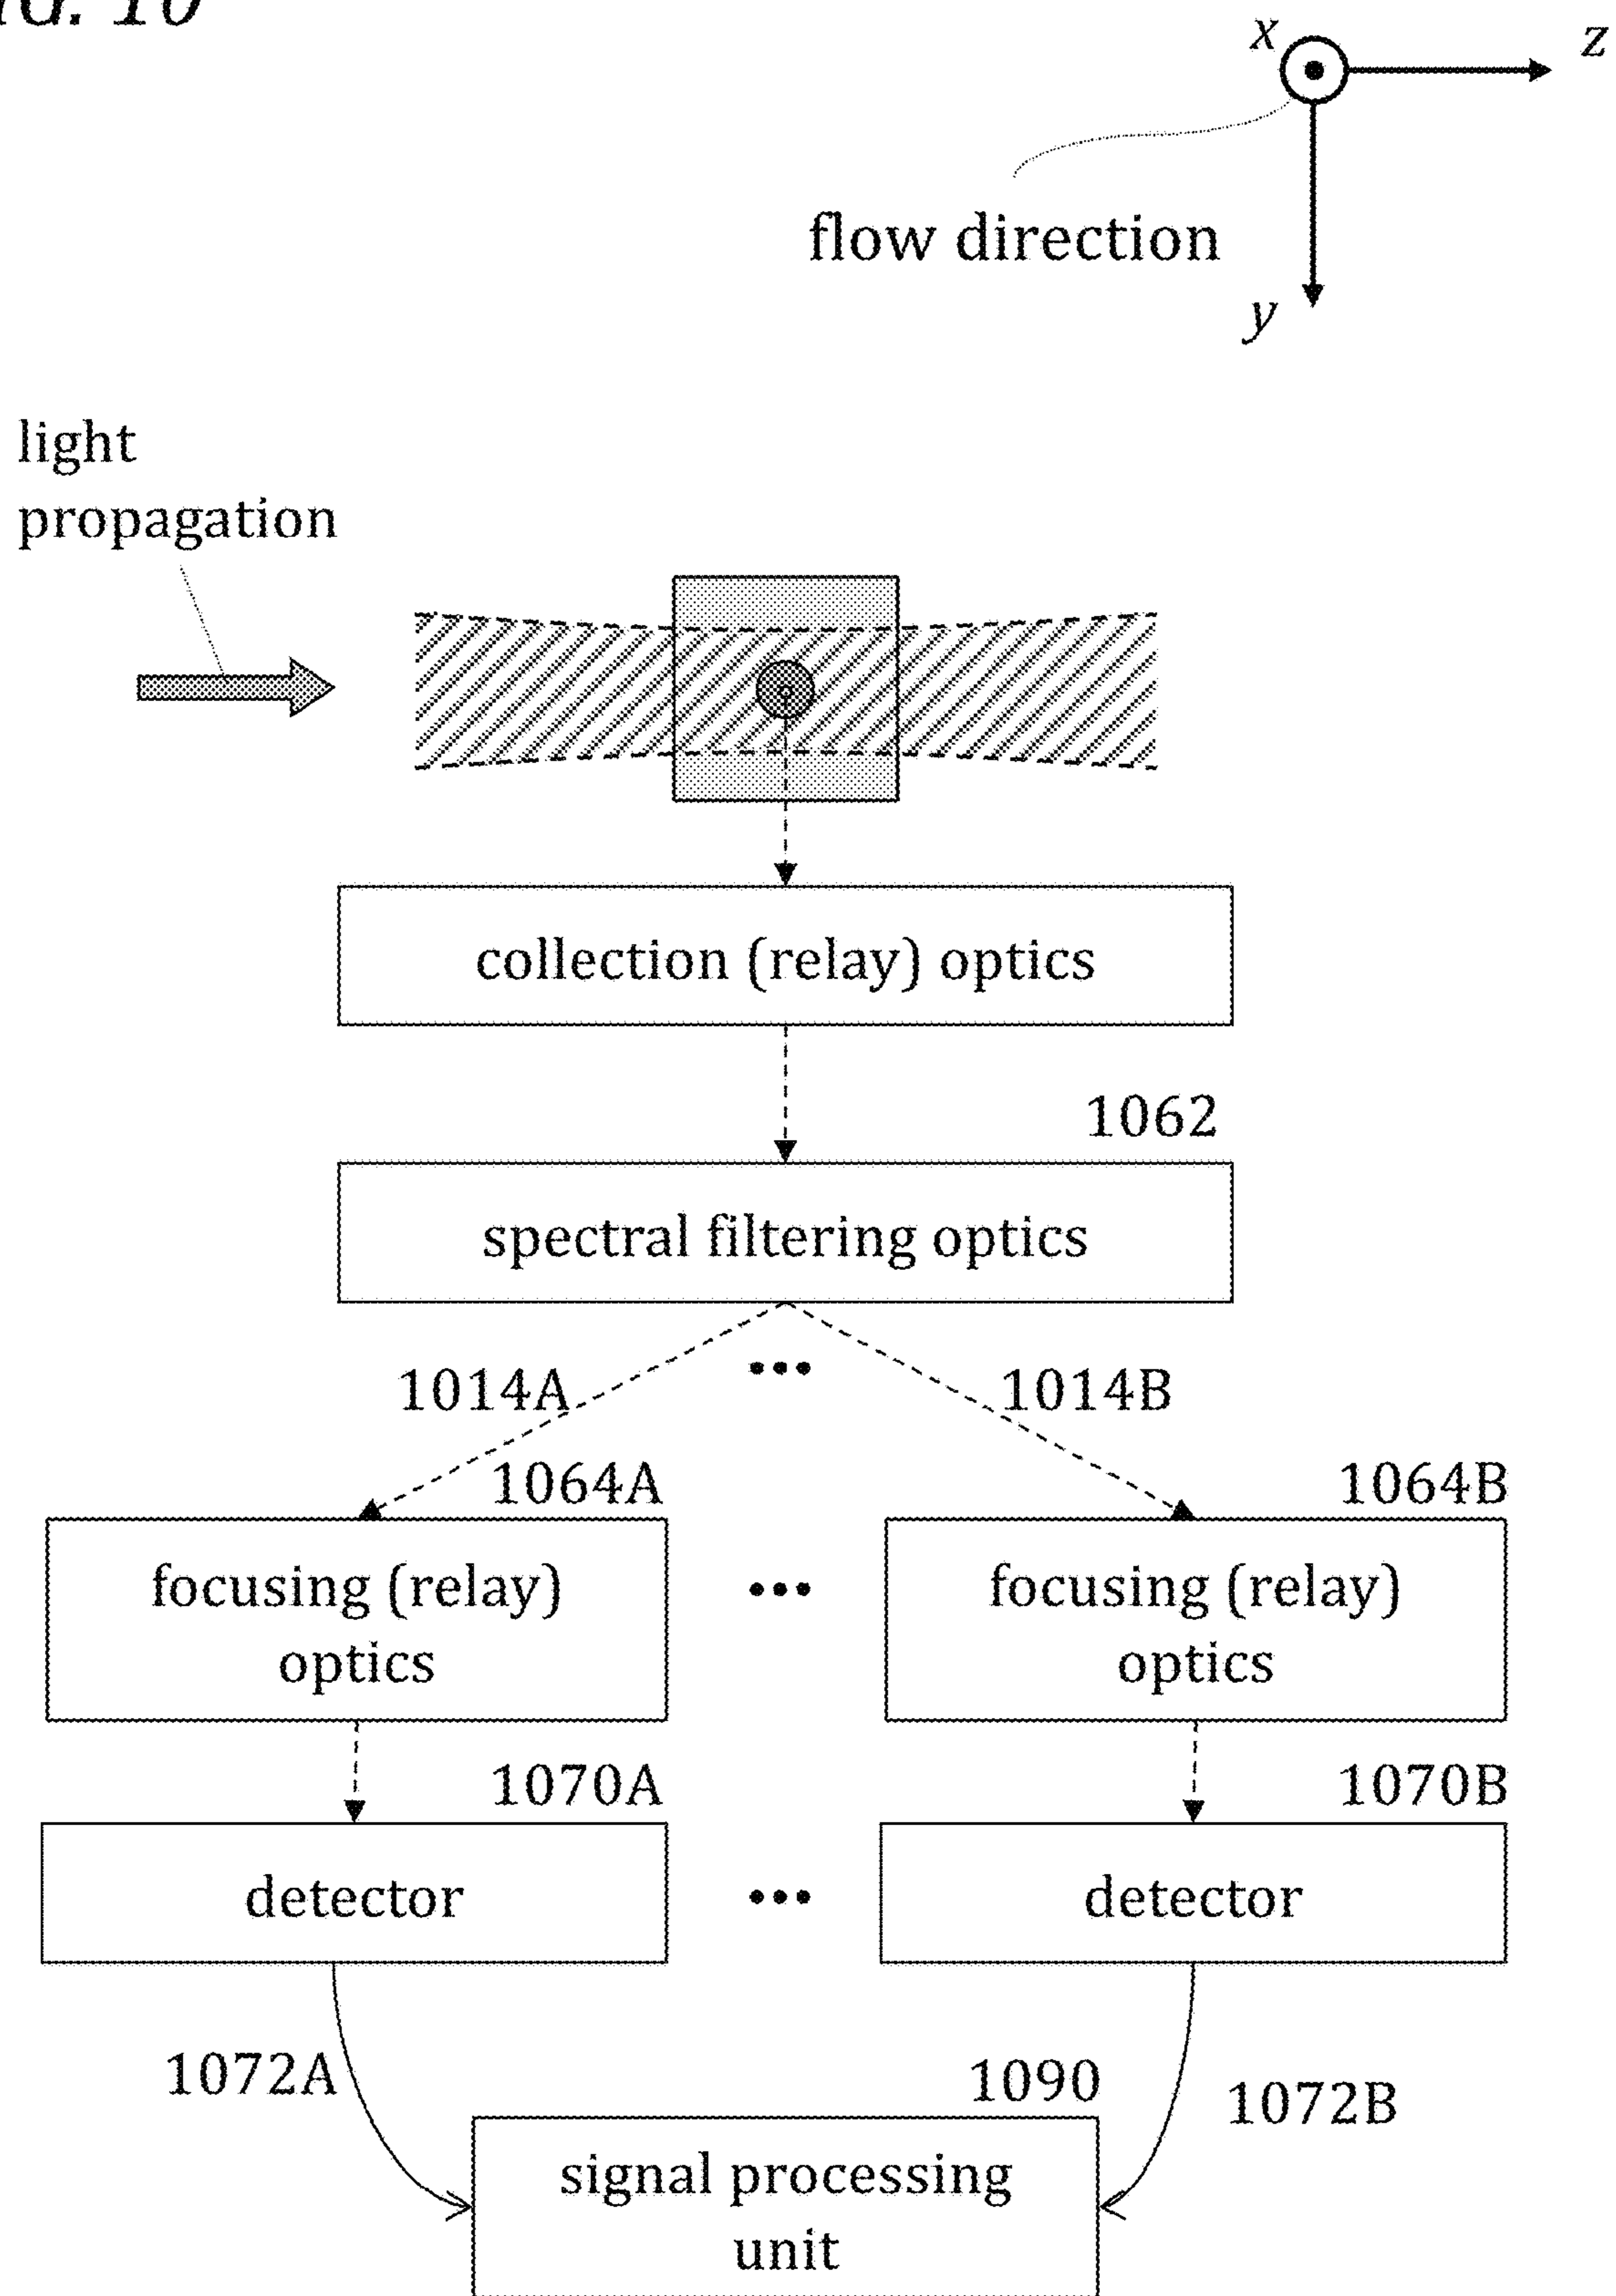 10
x
z
flow direction
y
light
propagation
collection (relay) optics
1062
spectral filtering optics
•••
1014A
1014B
1064A
1064B
focusing (relay)
optics
•••
focusing (relay)
optics
1070A
1070B
detector
•••
detector
1072A
1090
1072B
signal processing
unit